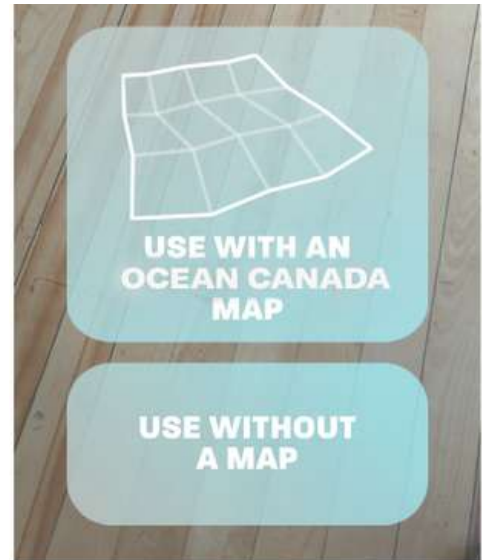 USE WITH AN
OCEAN CANADA
MAP
USE WITHOUT
A MAP